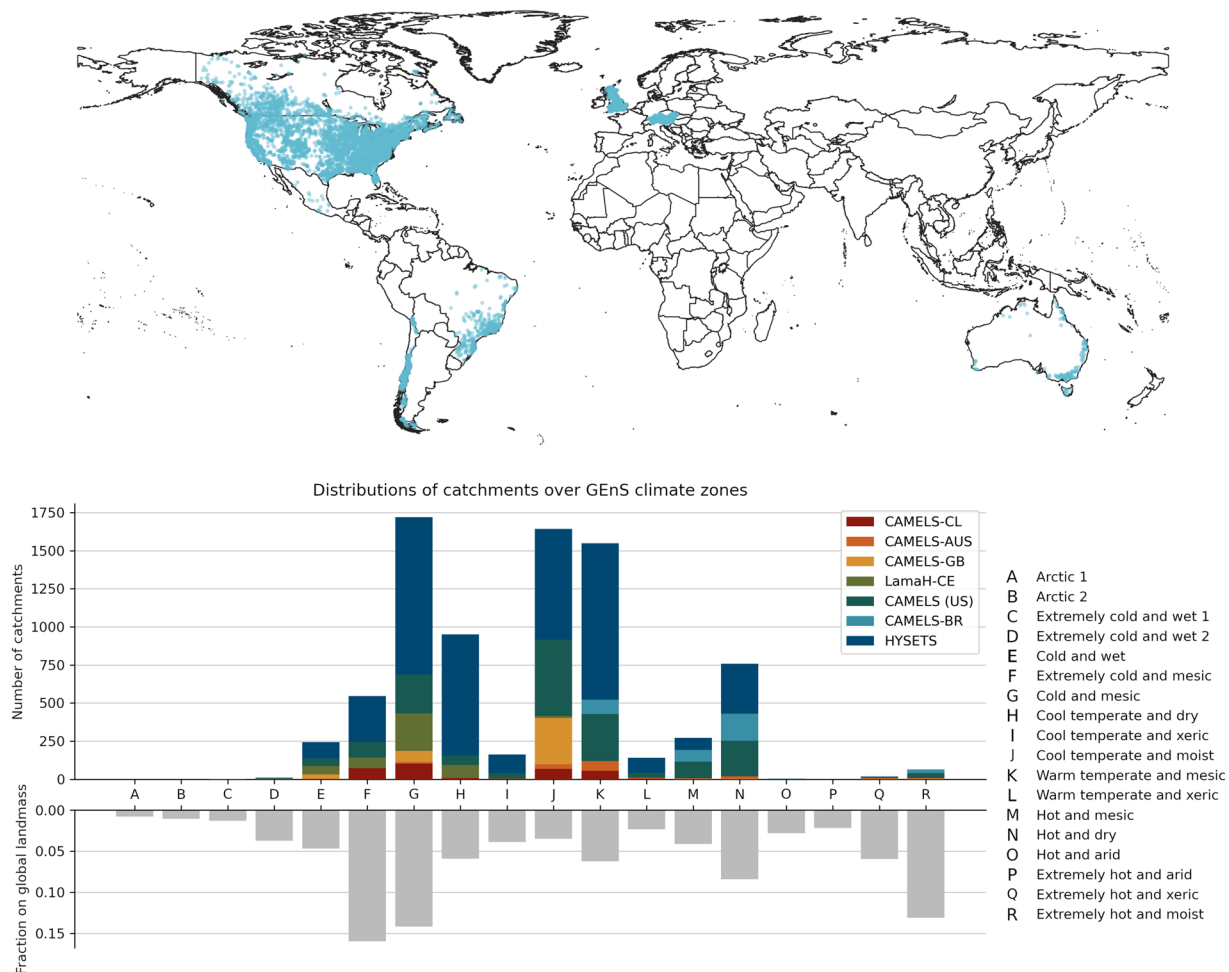 Distributions of catchments over GEnS climate zones
Number of catchments
1750
1500
1250
1000
750
500
250
0
CAMELS-CL
CAMELS-AUS
CAMELS-GB
LamaH-CE
CAMELS (US)
CAMELS-BR
HYSETS
A B C D E F G H I J K L M N O P Q R
Fraction on global landmass
0.00
0.05
0.10
0.15
A Arctic 1
B Arctic 2
C Extremely cold and wet 1
D Extremely cold and wet 2
E Cold and wet
F Extremely cold and mesic
G Cold and mesic
H Cool temperate and dry
I Cool temperate and xeric
J Cool temperate and moist
K Warm temperate and mesic
L Warm temperate and xeric
M Hot and mesic
N Hot and dry
O Hot and arid
P Extremely hot and arid
Q Extremely hot and xeric
R Extremely hot and moist